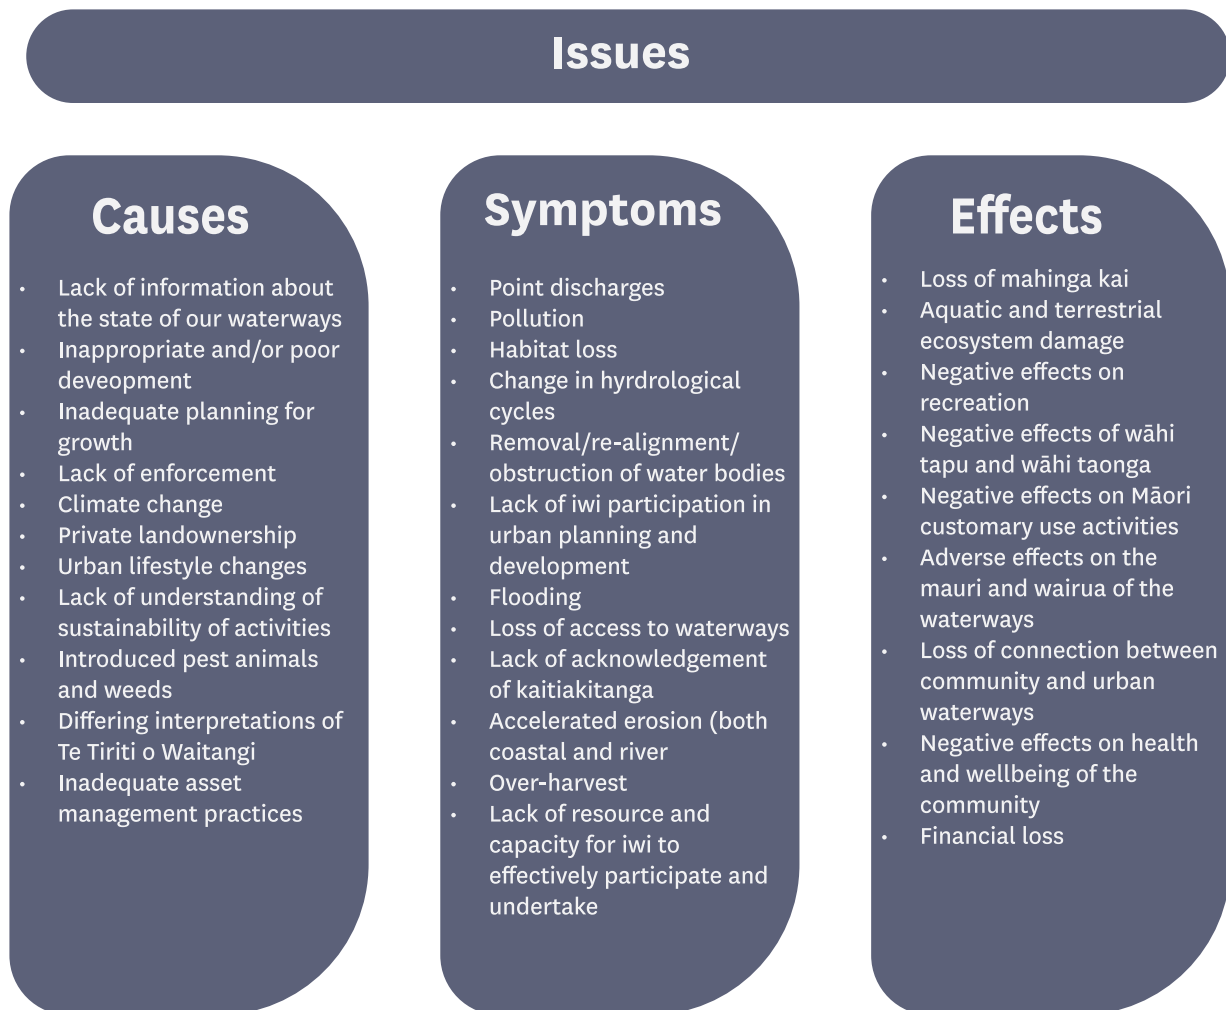 Issues
Causes
• Lack of information about
the state of our waterways
• Inappropriate and/or poor
deveopment
• Inadequate planning for
growth
• Lack of enforcement
• Climate change
• Private landownership
• Urban lifestyle changes
• Lack of understanding of
sustainability of activities
• Introduced pest animals
and weeds
• Differing interpretations of
Te Tiriti o Waitangi
• Inadequate asset
management practices
Symptoms
• Point discharges
• Pollution
• Habitat loss
• Change in hyrdrological
cycles
• Removal/re-alignment/
obstruction of water bodies
• Lack of iwi participation in
urban planning and
development
• Flooding
• Loss of access to waterways
• Lack of acknowledgement
of kaitiakitanga
• Accelerated erosion (both
coastal and river
• Over-harvest
• Lack of resource and
capacity for iwi to
effectively participate and
undertake
Effects
• Loss of mahinga kai
• Aquatic and terrestrial
ecosystem damage
• Negative effects on
recreation
• Negative effects of wāhi
tapu and wāhi taonga
• Negative effects on Māori
customary use activities
• Adverse effects on the
mauri and wairua of the
waterways
• Loss of connection between
community and urban
waterways
• Negative effects on health
and wellbeing of the
community
• Financial loss